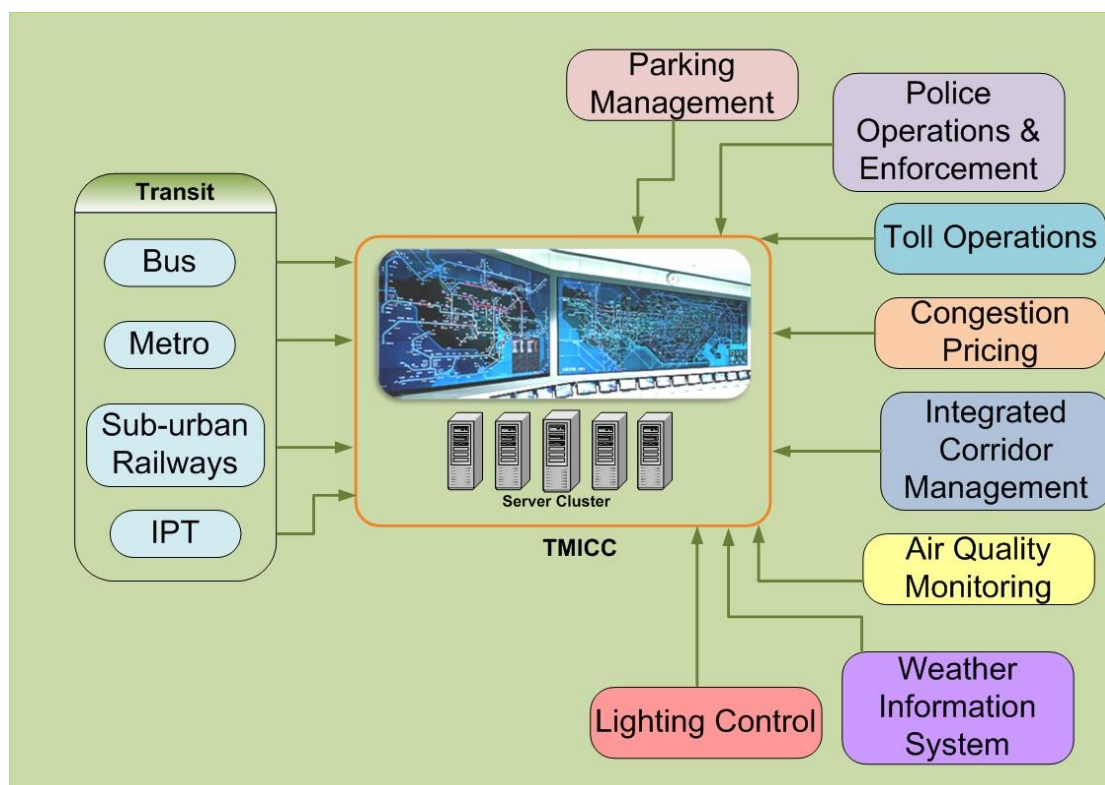 Parking
Management
Police
Operations &
Enforcement
Transit
Bus
Metro
Sub-urban
Railways
IPT
Toll Operations
Congestion
Pricing
Integrated
Corridor
Management
Air Quality
Monitoring
Server Cluster
TMICC
Lighting Control
Weather
Information
System